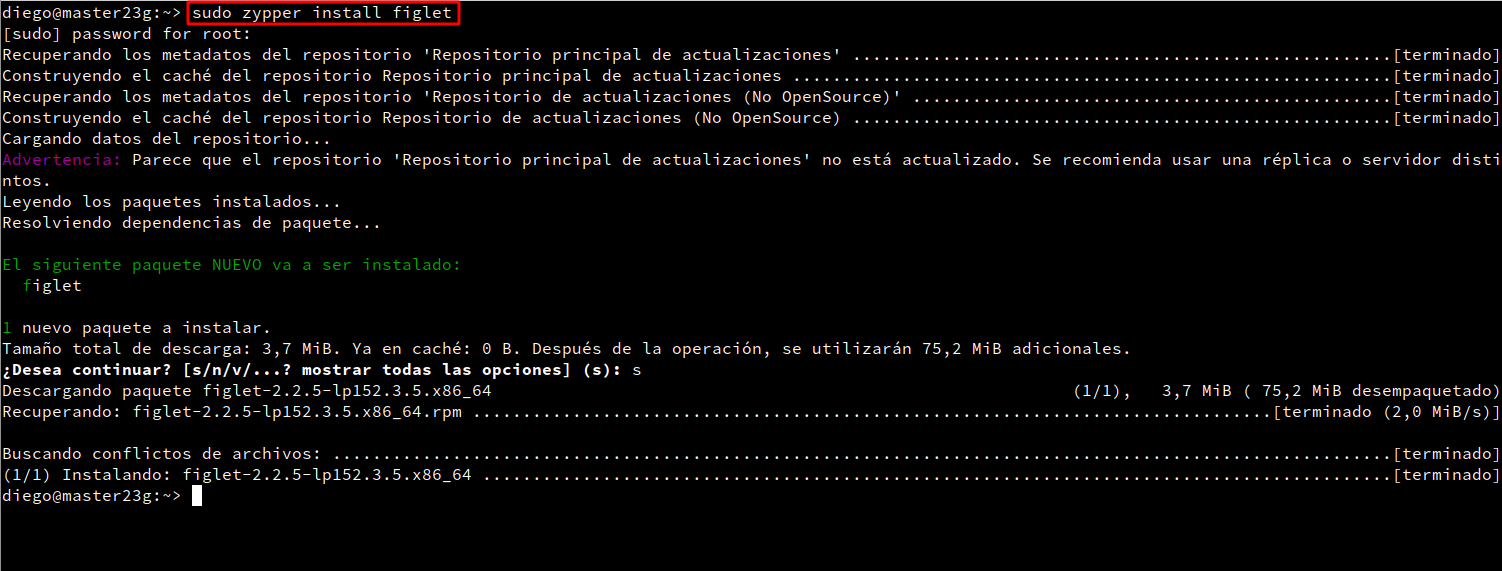 diego@master23g:~> sudo zypper install figlet
[sudo] password for root:
Recuperando los metadatos del repositorio 'Repositorio principal de actualizaciones' ......................................................[terminado]
Construyendo el caché del repositorio Repositorio principal de actualizaciones ............................................................[terminado]
Recuperando los metadatos del repositorio 'Repositorio de actualizaciones (No OpenSource)' ................................................[terminado]
Construyendo el caché del repositorio Repositorio de actualizaciones (No OpenSource) ......................................................[terminado]
Cargando datos del repositorio...
Advertencia: Parece que el repositorio 'Repositorio principal de actualizaciones' no está actualizado. Se recomienda usar una réplica o servidor disti
ntos.
Leyendo los paquetes instalados...
Resolviendo dependencias de paquete...

El siguiente paquete NUEVO va a ser instalado:
  figlet

1 nuevo paquete a instalar.
Tamaño total de descarga: 3,7 MiB. Ya en caché: 0 B. Después de la operación, se utilizarán 75,2 MiB adicionales.
¿Desea continuar? [s/n/v/...? mostrar todas las opciones] (s): s
Descargando paquete figlet-2.2.5-lp152.3.5.x86_64                                                          (1/1),   3,7 MiB ( 75,2 MiB desempaquetado)
Recuperando: figlet-2.2.5-lp152.3.5.x86_64.rpm ................................................................................[terminado (2,0 MiB/s)]

Buscando conflictos de archivos: ..........................................................................................................[terminado]
(1/1) Instalando: figlet-2.2.5-lp152.3.5.x86_64 ...........................................................................................[terminado]
diego@master23g:~>